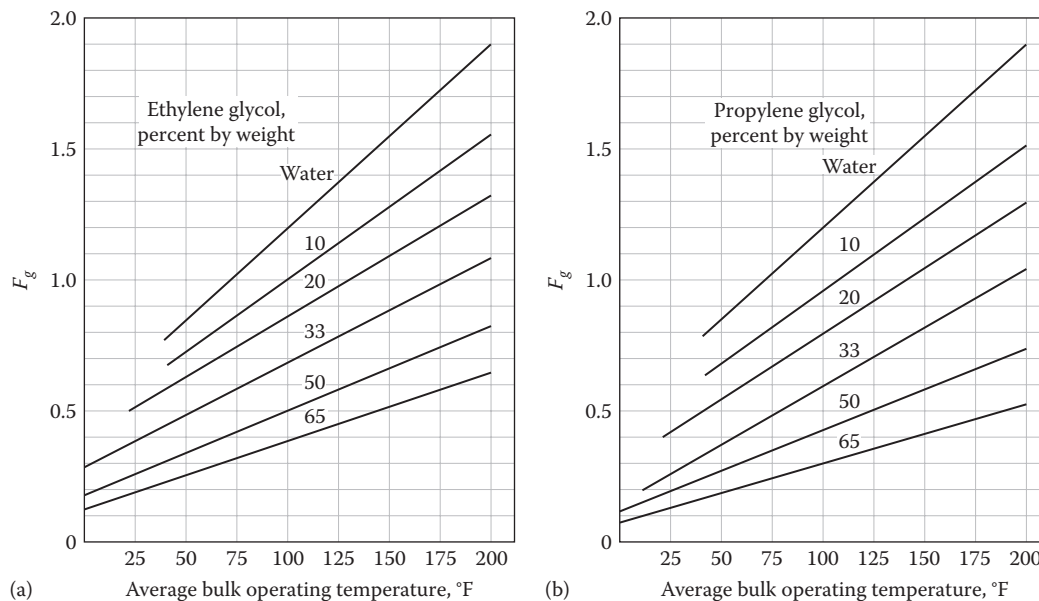 2.0
1.5
1.0
0.5
0
F_g
Ethylene glycol,
percent by weight
Water
10
20
33
50
65
25 50 75 100 125 150 175 200
(a) Average bulk operating temperature, °F
2.0
1.5
1.0
0.5
0
F_g
Propylene glycol,
percent by weight
Water
10
20
33
50
65
25 50 75 100 125 150 175 200
(b) Average bulk operating temperature, °F